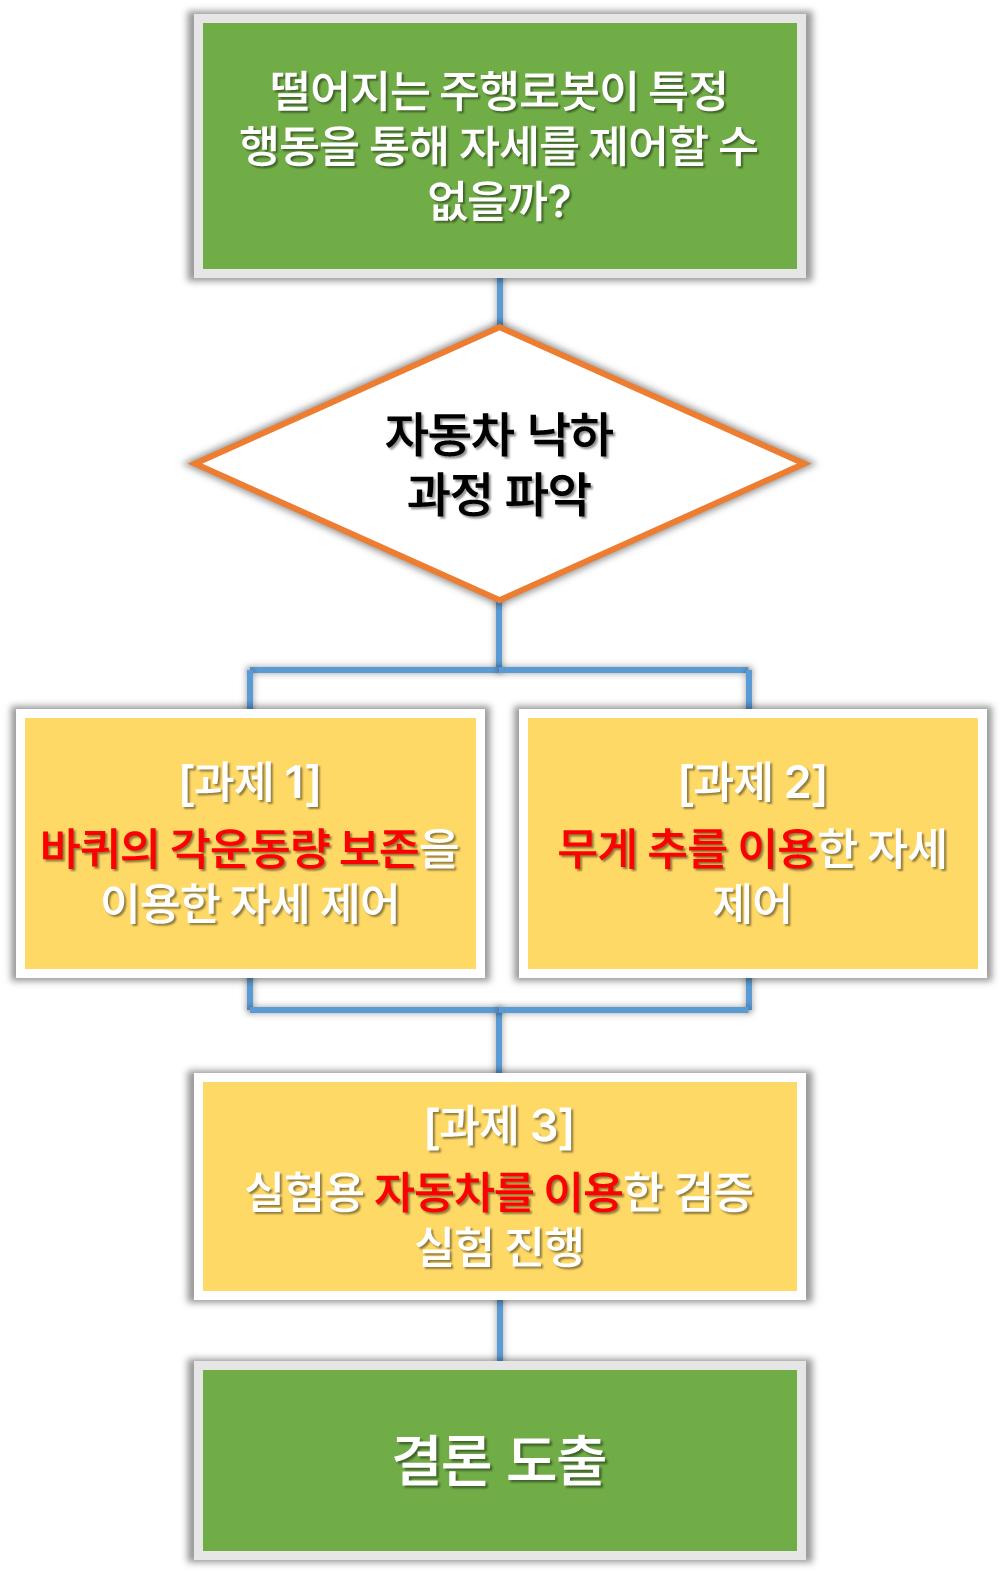 떨어지는 주행로봇이 특정
행동을 통해 자세를 제어할 수
없을까?
자동차 낙하
과정 파악
[과제 1]
바퀴의 각운동량 보존을
이용한 자세 제어
[과제 2]
무게 추를 이용한 자세
제어
[과제 3]
실험용 자동차를 이용한 검증
실험 진행
결론 도출